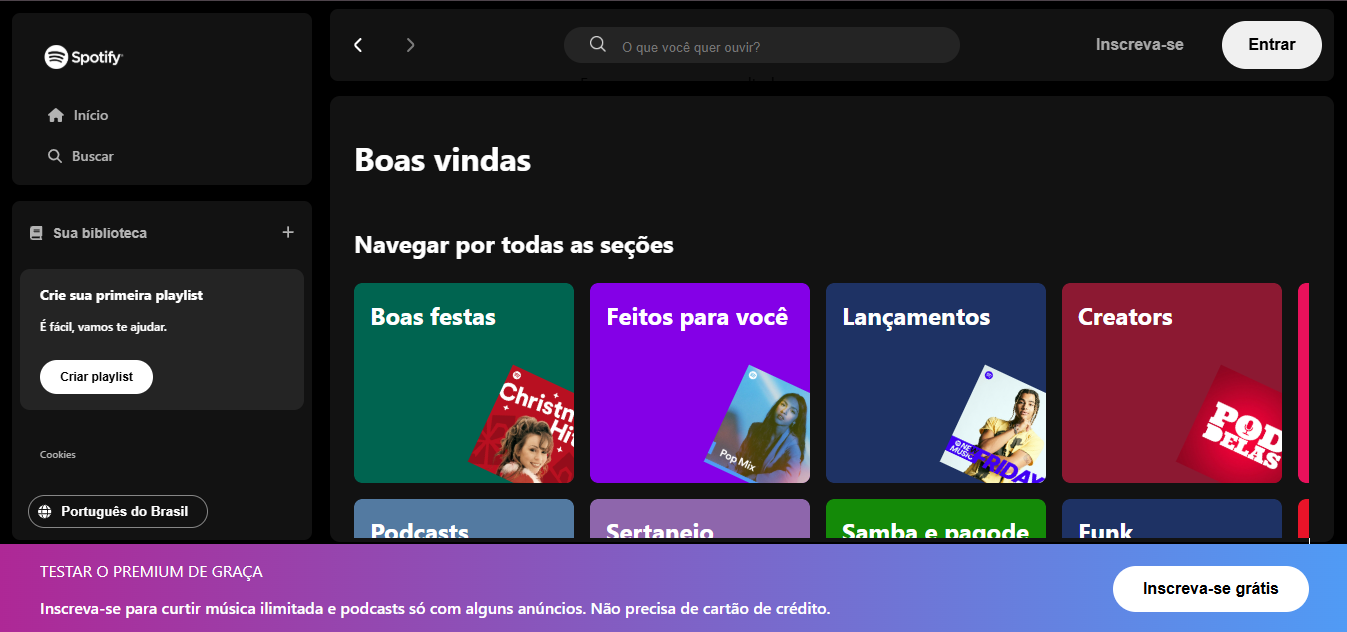 Spotify
Início
Buscar
Sua biblioteca
Crie sua primeira playlist
É fácil, vamos te ajudar.
Criar playlist
Cookies
Português do Brasil
O que você quer ouvir?
Inscreva-se
Entrar
Boas vindas
Navegar por todas as seções
Boas festas
Christm
Hit
Feitos para você
Pop Mix
Lançamentos
NE
MUSIC
FRIDAY
Creators
POD
DELAS
Podcasts
Sertanejo
Samba e pagode
Funk
TESTAR O PREMIUM DE GRAÇA
Inscreva-se para curtir música ilimitada e podcasts só com alguns anúncios. Não precisa de cartão de crédito.
Inscreva-se grátis